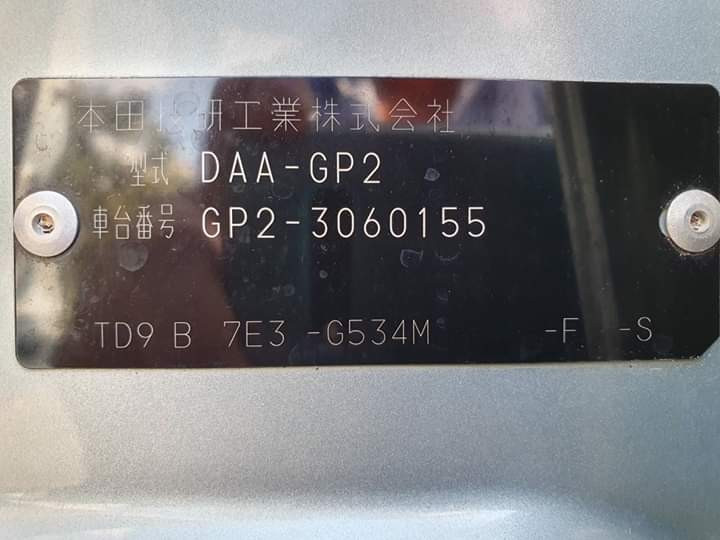 本田技研工業株式会社
型式 DAA-GP2
車台番号 GP2-3060155
TD9 B 7E3 -G534M -F -S